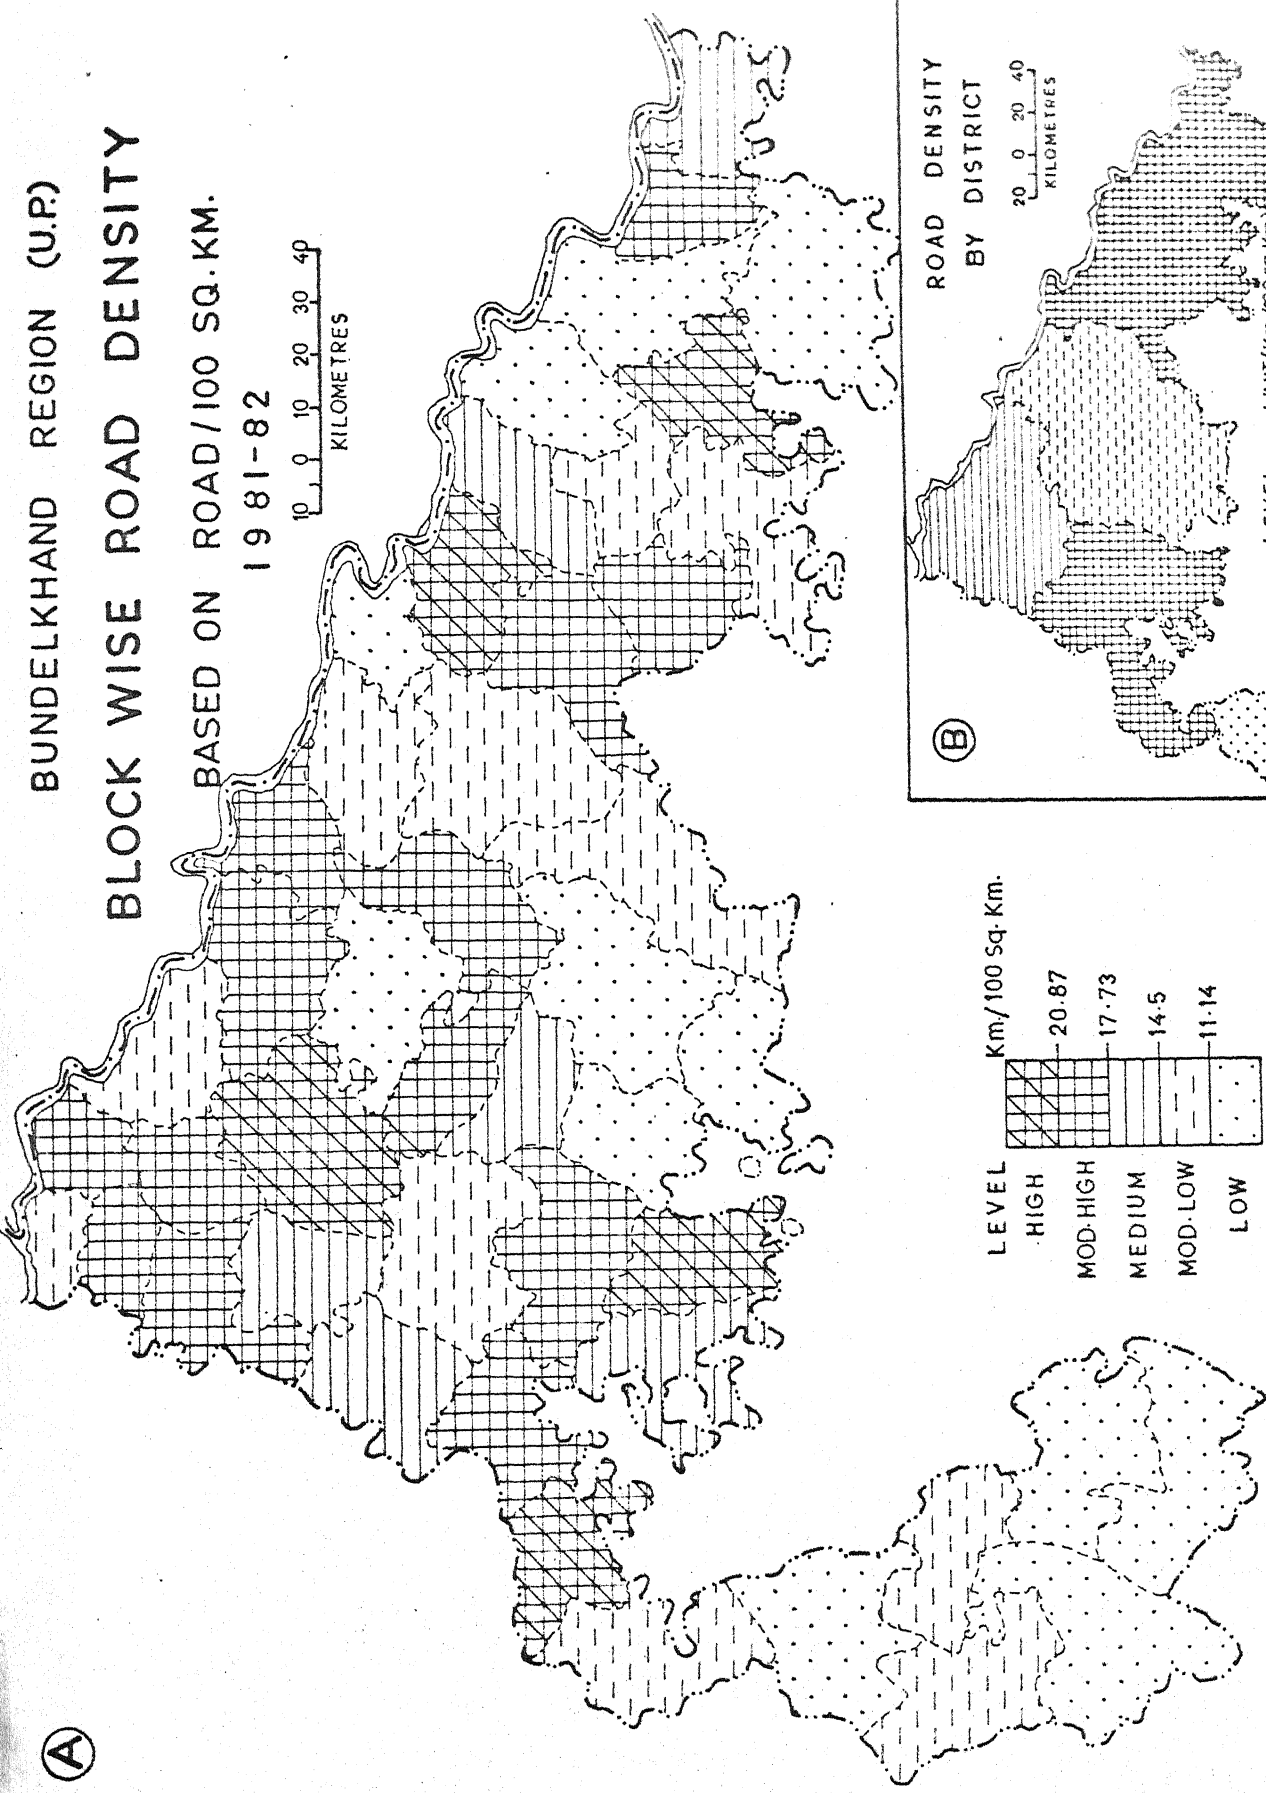 A
BUNDELKHAND REGION (U.P.)
BLOCK WISE ROAD DENSITY
BASED ON ROAD/100 SQ.KM.
1981-82
10 0 10 20 30 40
KILOMETRES
LEVEL Km/100 Sq.Km.
HIGH
20.87
MOD.HIGH
17.73
MEDIUM
14.5
MOD.LOW
11.14
LOW
B
ROAD DENSITY
BY DISTRICT
20 0 20 40
KILOMETRES